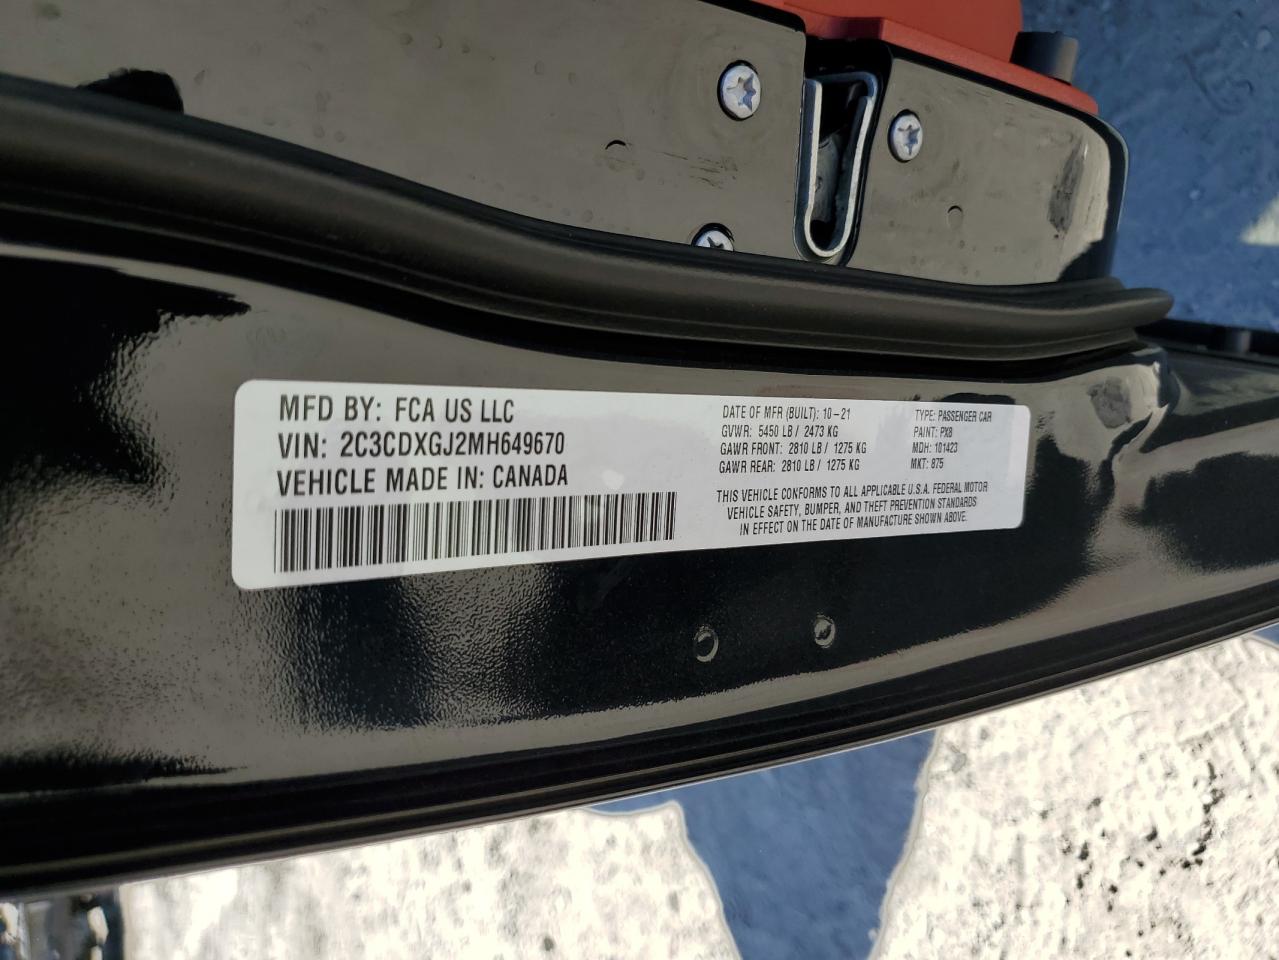 MFD BY: FCA US LLC
VIN: 2C3CDXGJ2MH649670
VEHICLE MADE IN: CANADA
DATE OF MFR (BUILT): 10-21
GVWR: 5450 LB / 2473 KG
GAWR FRONT: 2810 LB / 1275 KG
GAWR REAR: 2810 LB / 1275 KG
TYPE: PASSENGER CAR
PAINT: PX8
MDH: 101423
MKT: 875
THIS VEHICLE CONFORMS TO ALL APPLICABLE U.S.A. FEDERAL MOTOR
VEHICLE SAFETY, BUMPER, AND THEFT PREVENTION STANDARDS
IN EFFECT ON THE DATE OF MANUFACTURE SHOWN ABOVE.